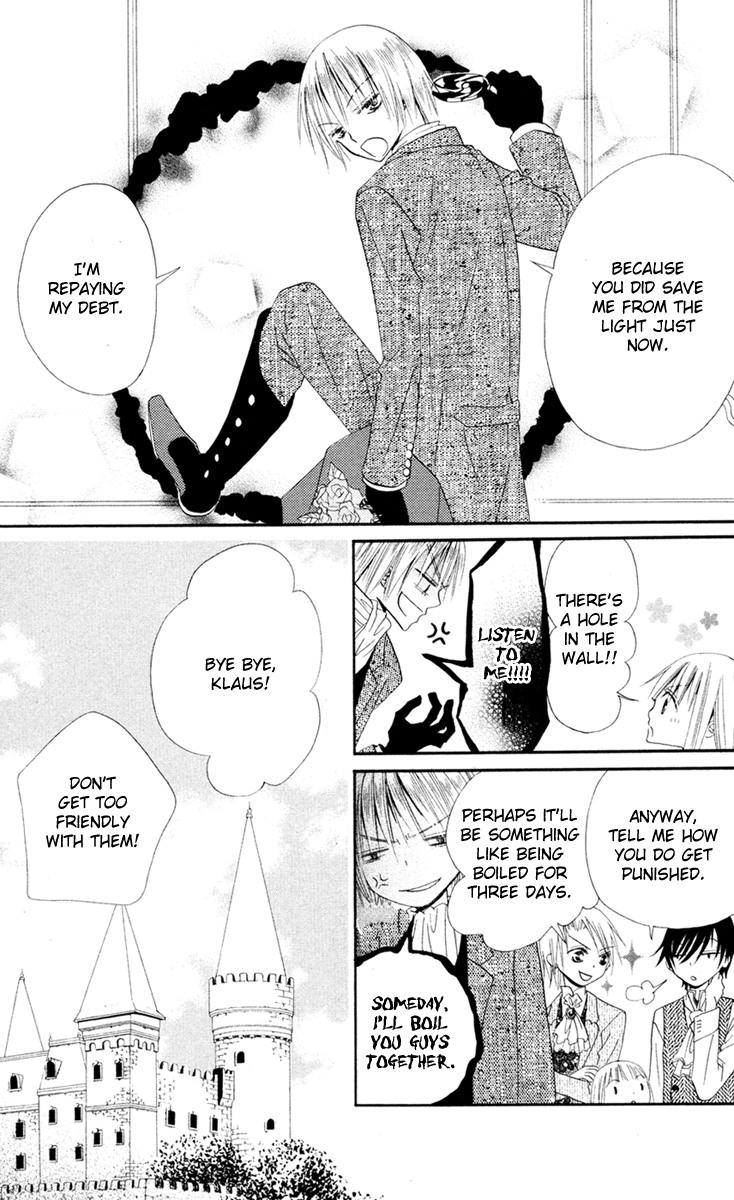 BECAUSE
YOU DID SAVE
ME FROM THE
LIGHT JUST
NOW.
I'M
REPAYING
MY DEBT.
THERE'S
A HOLE
IN THE
WALL!!
LISTEN
TO
ME!!!!
ANYWAY,
TELL ME HOW
YOU DO GET
PUNISHED.
PERHAPS IT'LL
BE SOMETHING
LIKE BEING
BOILED FOR
THREE DAYS.
SOMEDAY,
I'LL BOIL
YOU GUYS
TOGETHER.
BYE BYE,
KLAUS!
DON'T
GET TOO
FRIENDLY
WITH THEM!